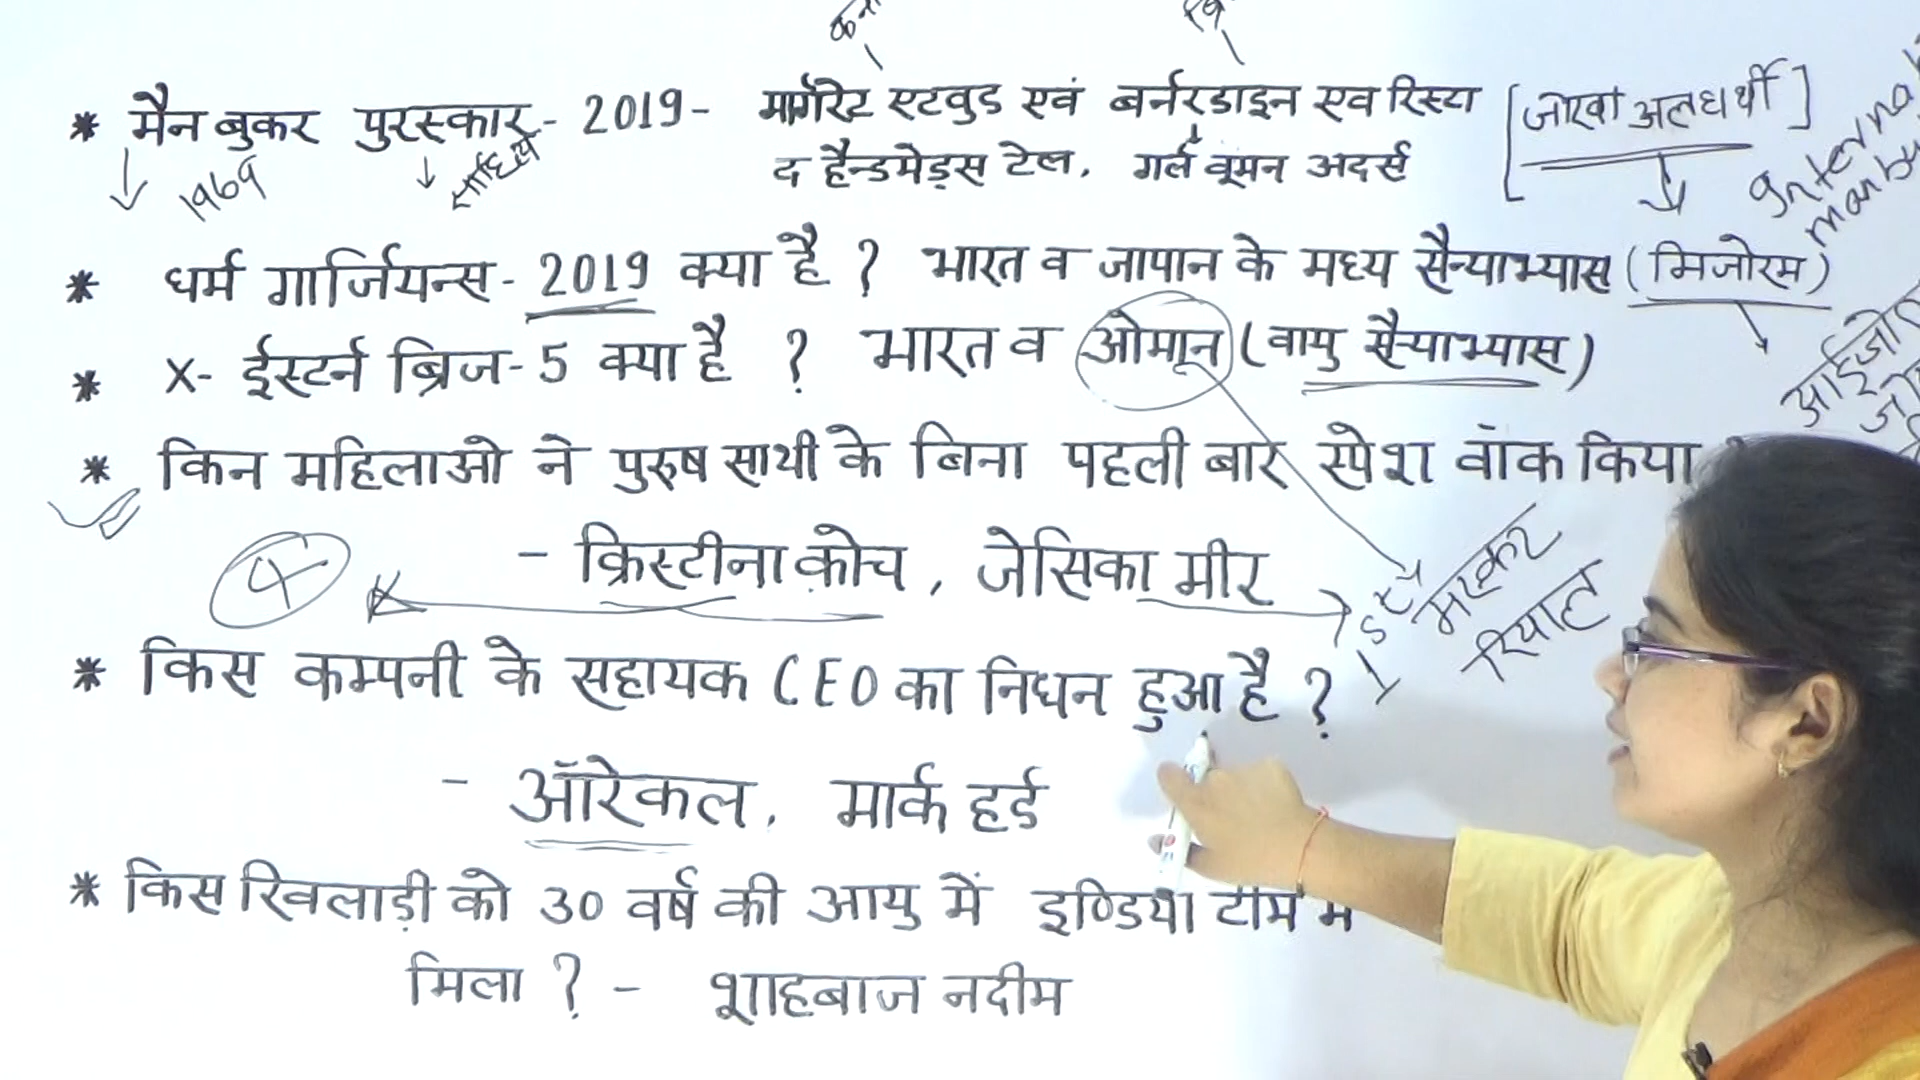 * मैन बुकर पुरस्कार - 2019 - मार्गरेट एटवुड एवं बर्नरडाइन एवरिस्टा [जोखा अलहार्थी]
1969
साहित्य
द हैन्डमेड्स टेल, गर्ल वूमन अदर्स
* धर्म गार्जियन्स - 2019 क्या है ? भारत व जापान के मध्य सैन्याभ्यास (मिजोरम)
* X- ईस्टर्न ब्रिज - 5 क्या है ? भारत व ओमान (वायु सैन्याभ्यास)
* किन महिलाओ ने पुरुष साथी के बिना पहली बार स्पेश वॉक किया
- क्रिस्टीना कोच, जेसिका मीर
4
1st
मस्कट
रियाल
* किस कम्पनी के सहायक CEO का निधन हुआ है ?
- ऑरेकल, मार्क हर्ड
* किस खिलाड़ी को 30 वर्ष की आयु में इण्डिया टीम में
मिला ? - शाहबाज नदीम